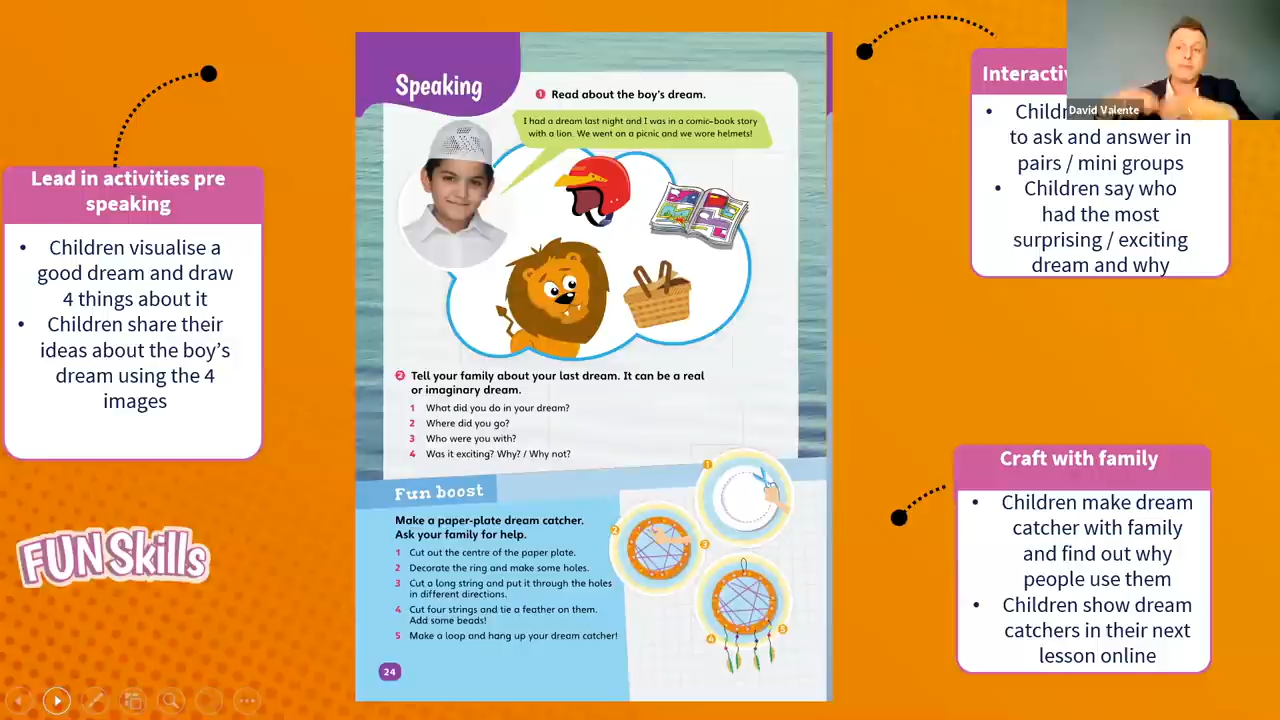 Lead in activities pre
speaking
• Children visualise a
good dream and draw
4 things about it
• Children share their
ideas about the boy's
dream using the 4
images
FUN Skills
Speaking
1 Read about the boy's dream.
I had a dream last night and I was in a comic-book story
with a lion. We went on a picnic and we wore helmets!
2 Tell your family about your last dream. It can be a real
or imaginary dream.
1 What did you do in your dream?
2 Where did you go?
3 Who were you with?
4 Was it exciting? Why? / Why not?
Fun boost
Make a paper-plate dream catcher.
Ask your family for help.
1 Cut out the centre of the paper plate.
2 Decorate the ring and make some holes.
3 Cut a long string and put it through the holes
in different directions.
4 Cut four strings and tie a feather on them.
Add some beads!
5 Make a loop and hang up your dream catcher!
1
2
3
4
5
24
David Valente
• 
to ask and answer in
pairs / mini groups
• Children say who
had the most
surprising / exciting
dream and why
Craft with family
• Children make dream
catcher with family
and find out why
people use them
• Children show dream
catchers in their next
lesson online